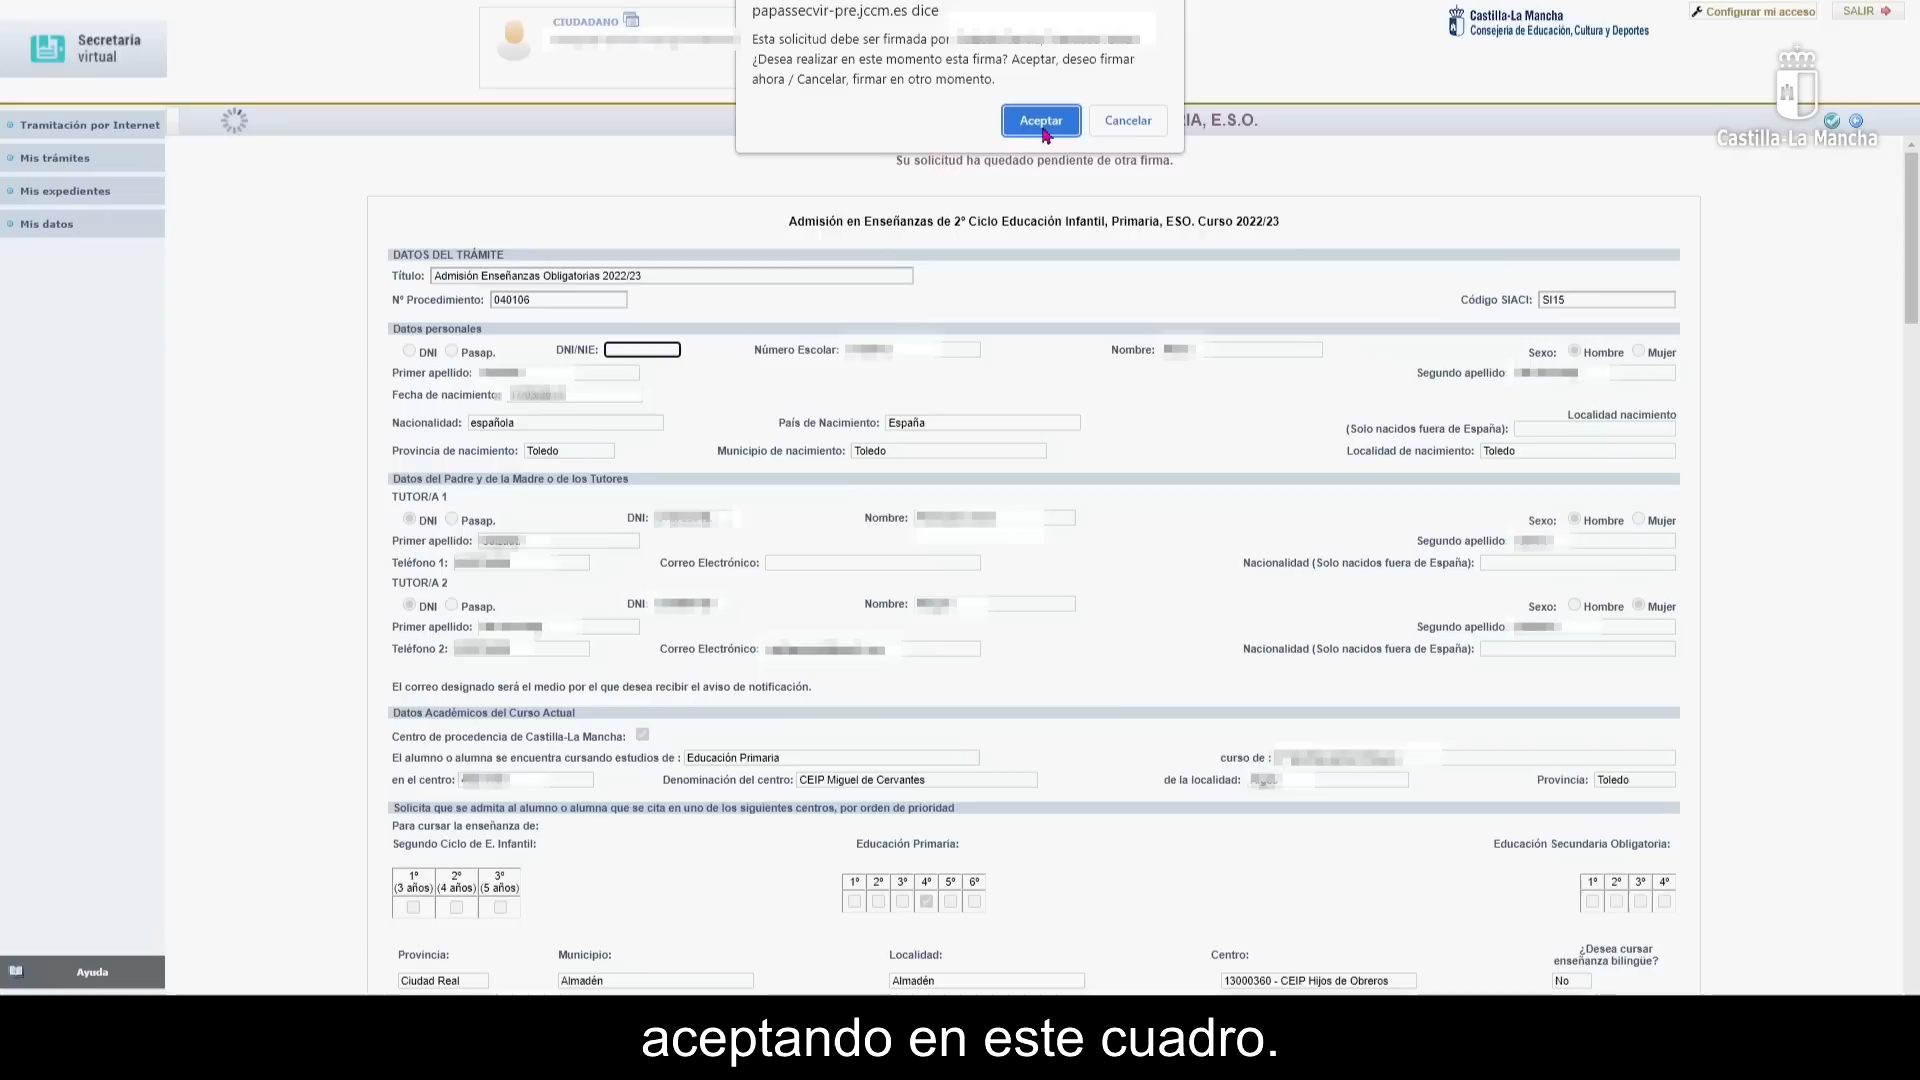 papassecvir-pre.jccm.es dice
Esta solicitud debe ser firmada por
¿Desea realizar en este momento esta firma? Aceptar, deseo firmar
ahora / Cancelar, firmar en otro momento.
Aceptar
Cancelar
Secretaría
virtual
CIUDADANO
Castilla-La Mancha
Consejeria de Educación, Cultura y Deportes
Configurar mi acceso
SALIR
Castilla-La Mancha
Tramitación por Internet
Mis trámites
Mis expedientes
Mis datos
Ayuda
IA, E.S.O.
Su solicitud ha quedado pendiente de otra firma.
Admisión en Enseñanzas de 2º Ciclo Educación Infantil, Primaria, ESO. Curso 2022/23
DATOS DEL TRÁMITE
Título: Admisión Enseñanzas Obligatorias 2022/23
Nº Procedimiento: 040106 Código SIACI: SI15
Datos personales
DNI Pasap. DNI/NIE: Número Escolar: Nombre: Sexo: Hombre Mujer
Primer apellido: Segundo apellido
Fecha de nacimiento:
Nacionalidad: española País de Nacimiento: España Localidad nacimiento
(Solo nacidos fuera de España):
Provincia de nacimiento: Toledo Municipio de nacimiento: Toledo Localidad de nacimiento: Toledo
Datos del Padre y de la Madre o de los Tutores
TUTOR/A 1
DNI Pasap. DNI: Nombre: Sexo: Hombre Mujer
Primer apellido: Segundo apellido
Teléfono 1: Correo Electrónico: Nacionalidad (Solo nacidos fuera de España):
TUTOR/A 2
DNI Pasap. DNI: Nombre: Sexo: Hombre Mujer
Primer apellido: Segundo apellido
Teléfono 2: Correo Electrónico: Nacionalidad (Solo nacidos fuera de España):
El correo designado será el medio por el que desea recibir el aviso de notificación.
Datos Académicos del Curso Actual
Centro de procedencia de Castilla-La Mancha:
El alumno o alumna se encuentra cursando estudios de : Educación Primaria curso de :
en el centro: Denominación del centro: CEIP Miguel de Cervantes de la localidad: Provincia: Toledo
Solicita que se admita al alumno o alumna que se cita en uno de los siguientes centros, por orden de prioridad
Para cursar la enseñanza de:
Segundo Ciclo de E. Infantil: Educación Primaria: Educación Secundaria Obligatoria:
1º 2º 3º 1º 2º 3º 4º 5º 6º 1º 2º 3º 4º
(3 años) (4 años) (5 años)
Provincia: Municipio: Localidad: Centro: ¿Desea cursar
enseñanza bilingüe?
Ciudad Real Almadén Almadén 13000360 - CEIP Hijos de Obreros No
aceptando en este cuadro.